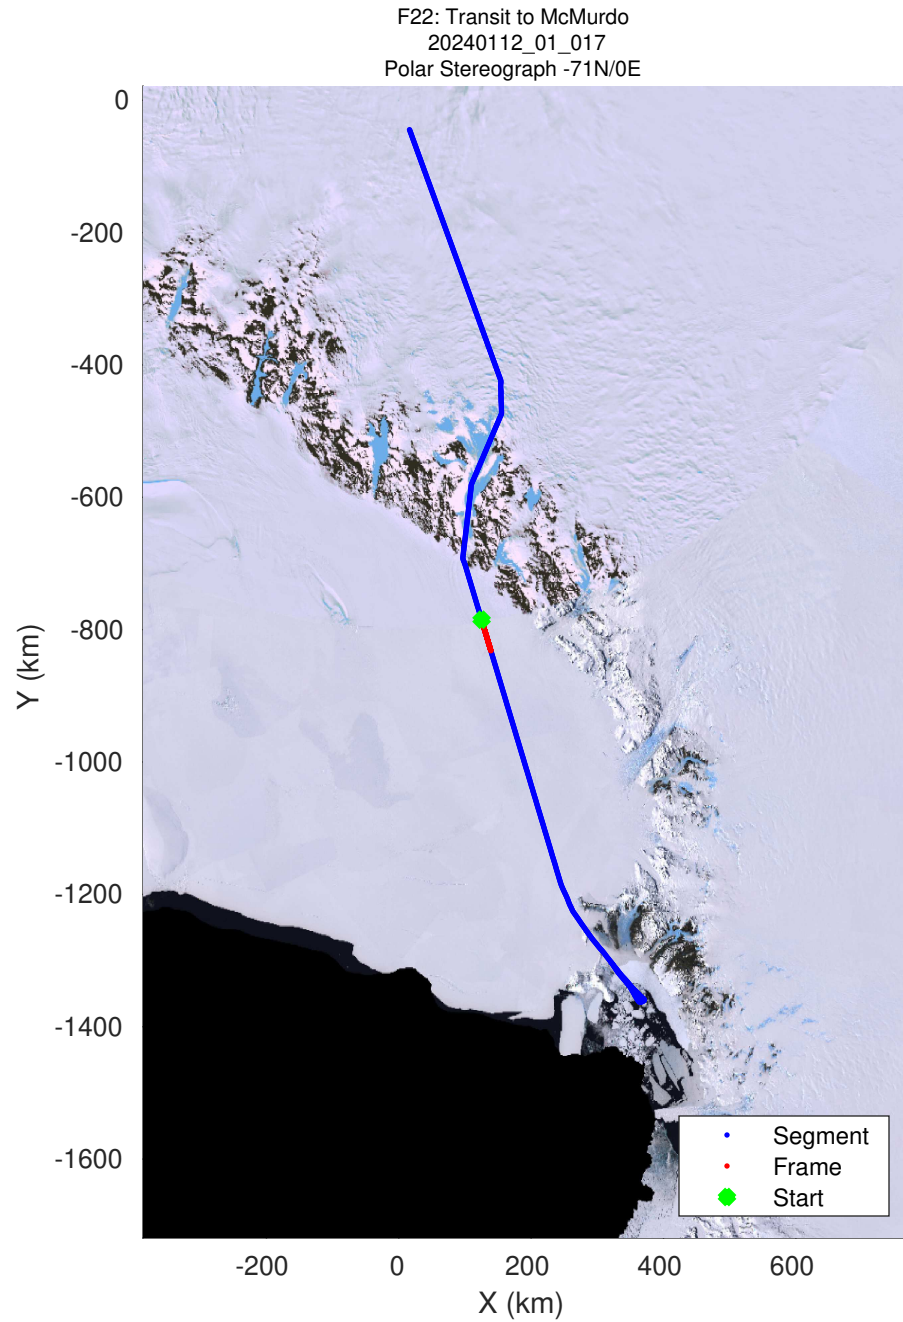 F22: Transit to McMurdo
20240112_01_017
Polar Stereograph -71N/0E
0
-200
-400
-600
-800
-1000
-1200
-1400
-1600
Y (km)
-200 0 200 400 600
X (km)
Segment
Frame
Start